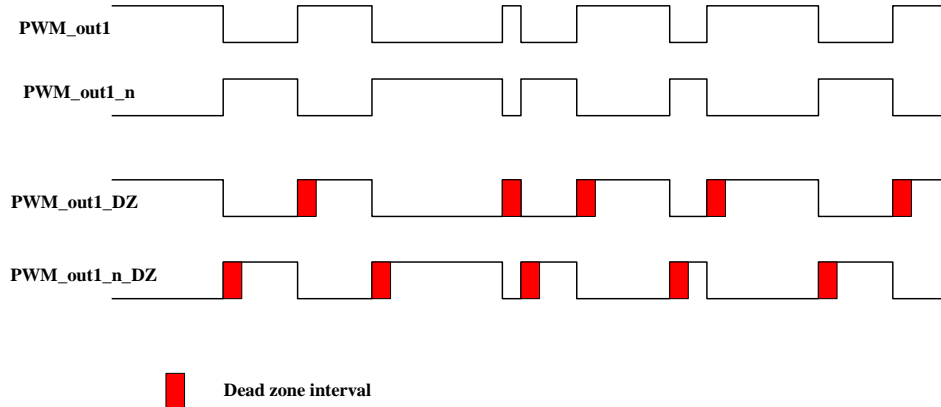 PWM_out1
PWM_out1_n
PWM_out1_DZ
PWM_out1_n_DZ
Dead zone interval